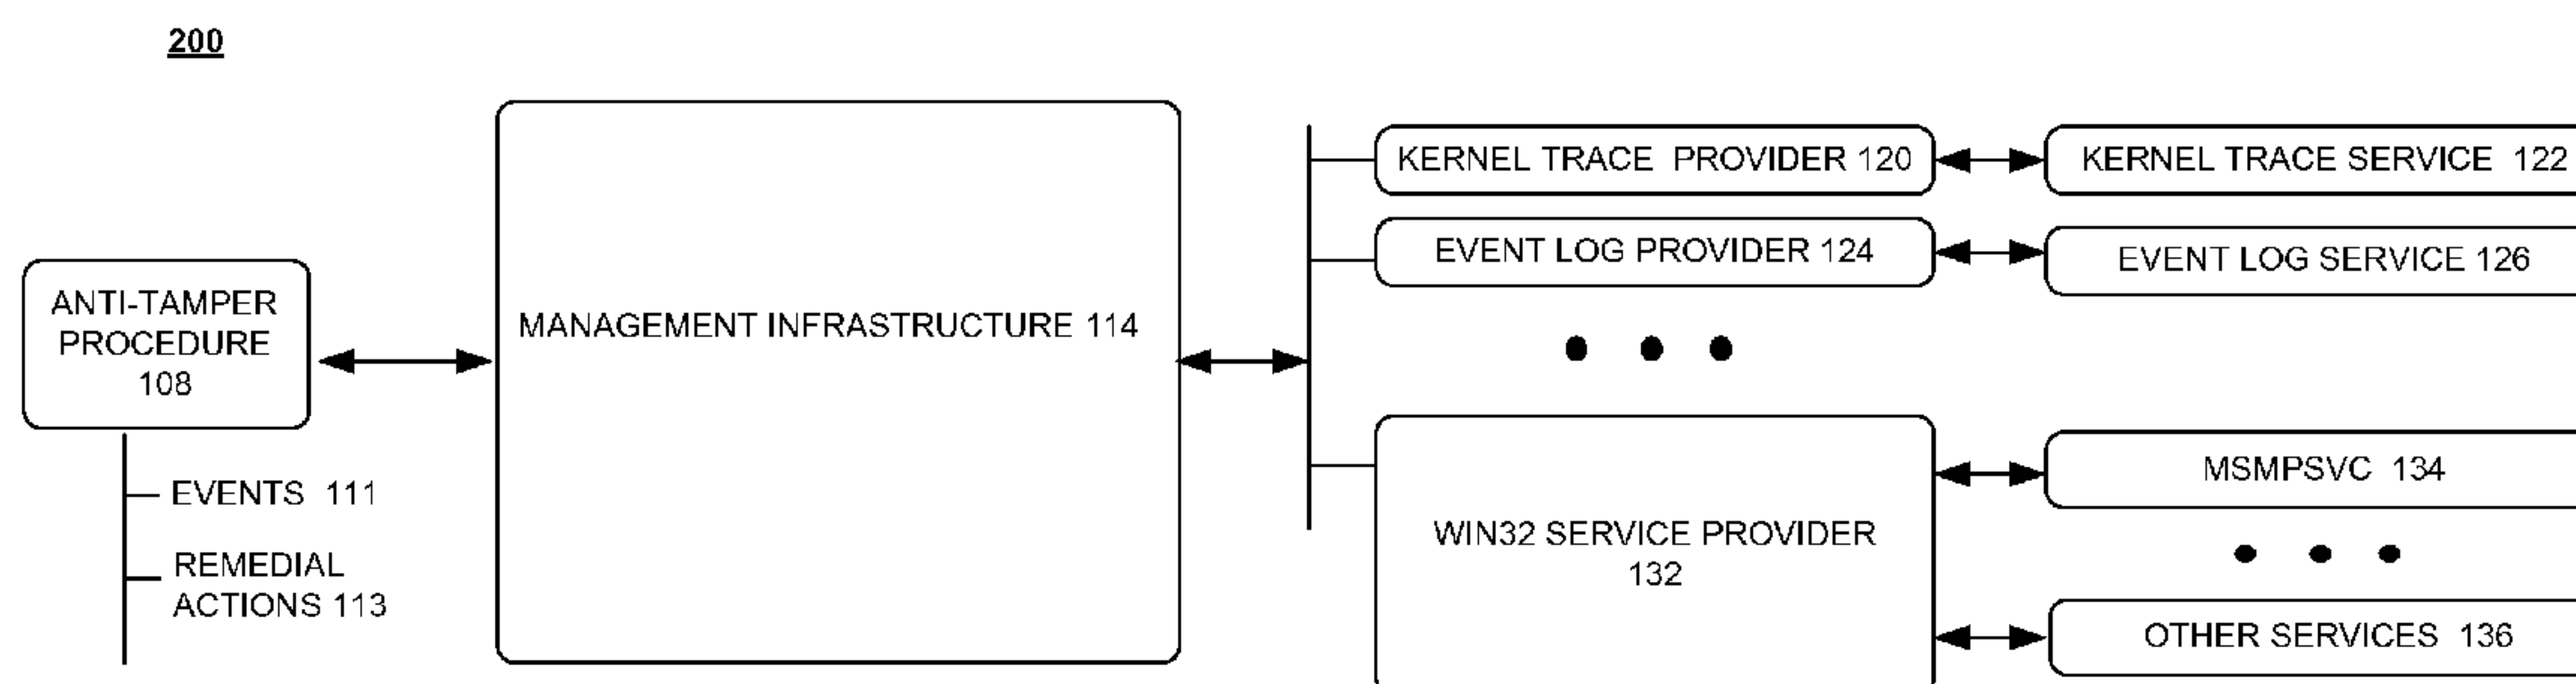 200
KERNEL TRACE PROVIDER 120
KERNEL TRACE SERVICE 122
EVENT LOG PROVIDER 124
EVENT LOG SERVICE 126
ANTI-TAMPER
PROCEDURE
108
MANAGEMENT INFRASTRUCTURE 114
EVENTS 111
REMEDIAL
ACTIONS 113
WIN32 SERVICE PROVIDER
132
MSMPSVC 134
OTHER SERVICES 136